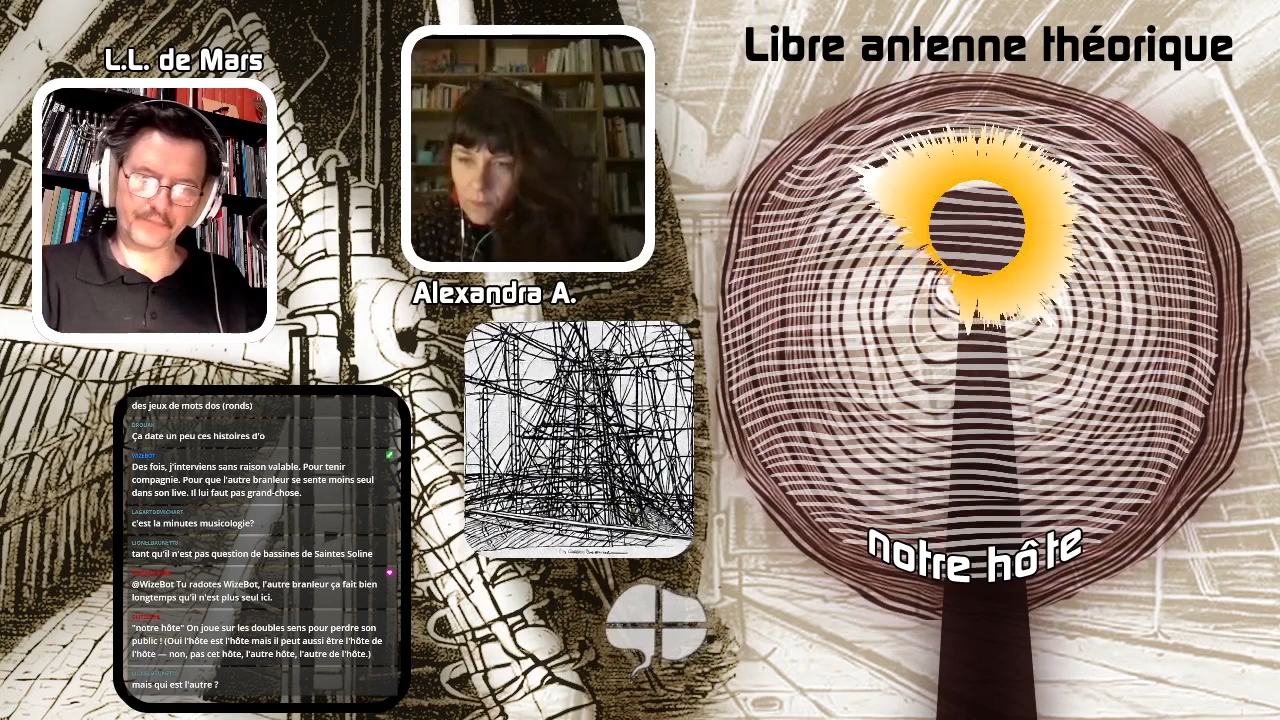 L.L. de Mars
Libre antenne théorique
Alexandra A.
des jeux de mots dos (ronds)
DROUAK
Ça date un peu ces histoires d'o
WIZEBOT
Des fois, j'interviens sans raison valable. Pour tenir
compagnie. Pour que l'autre branleur se sente moins seul
dans son live. Il lui faut pas grand-chose.
c'est la minutes musicologie?
tant qu'il n'est pas question de bassines de Saintes Soline
@WizeBot Tu radotes WizeBot, l'autre branleur ça fait bien
longtemps qu'il n'est plus seul ici.
"notre hôte" On joue sur les doubles sens pour perdre son
public ! (Oui l'hôte est l'hôte mais il peut aussi être l'hôte de
l'hôte — non, pas cet hôte, l'autre hôte, l'autre de l'hôte.)
mais qui est l'autre ?
notre hôte